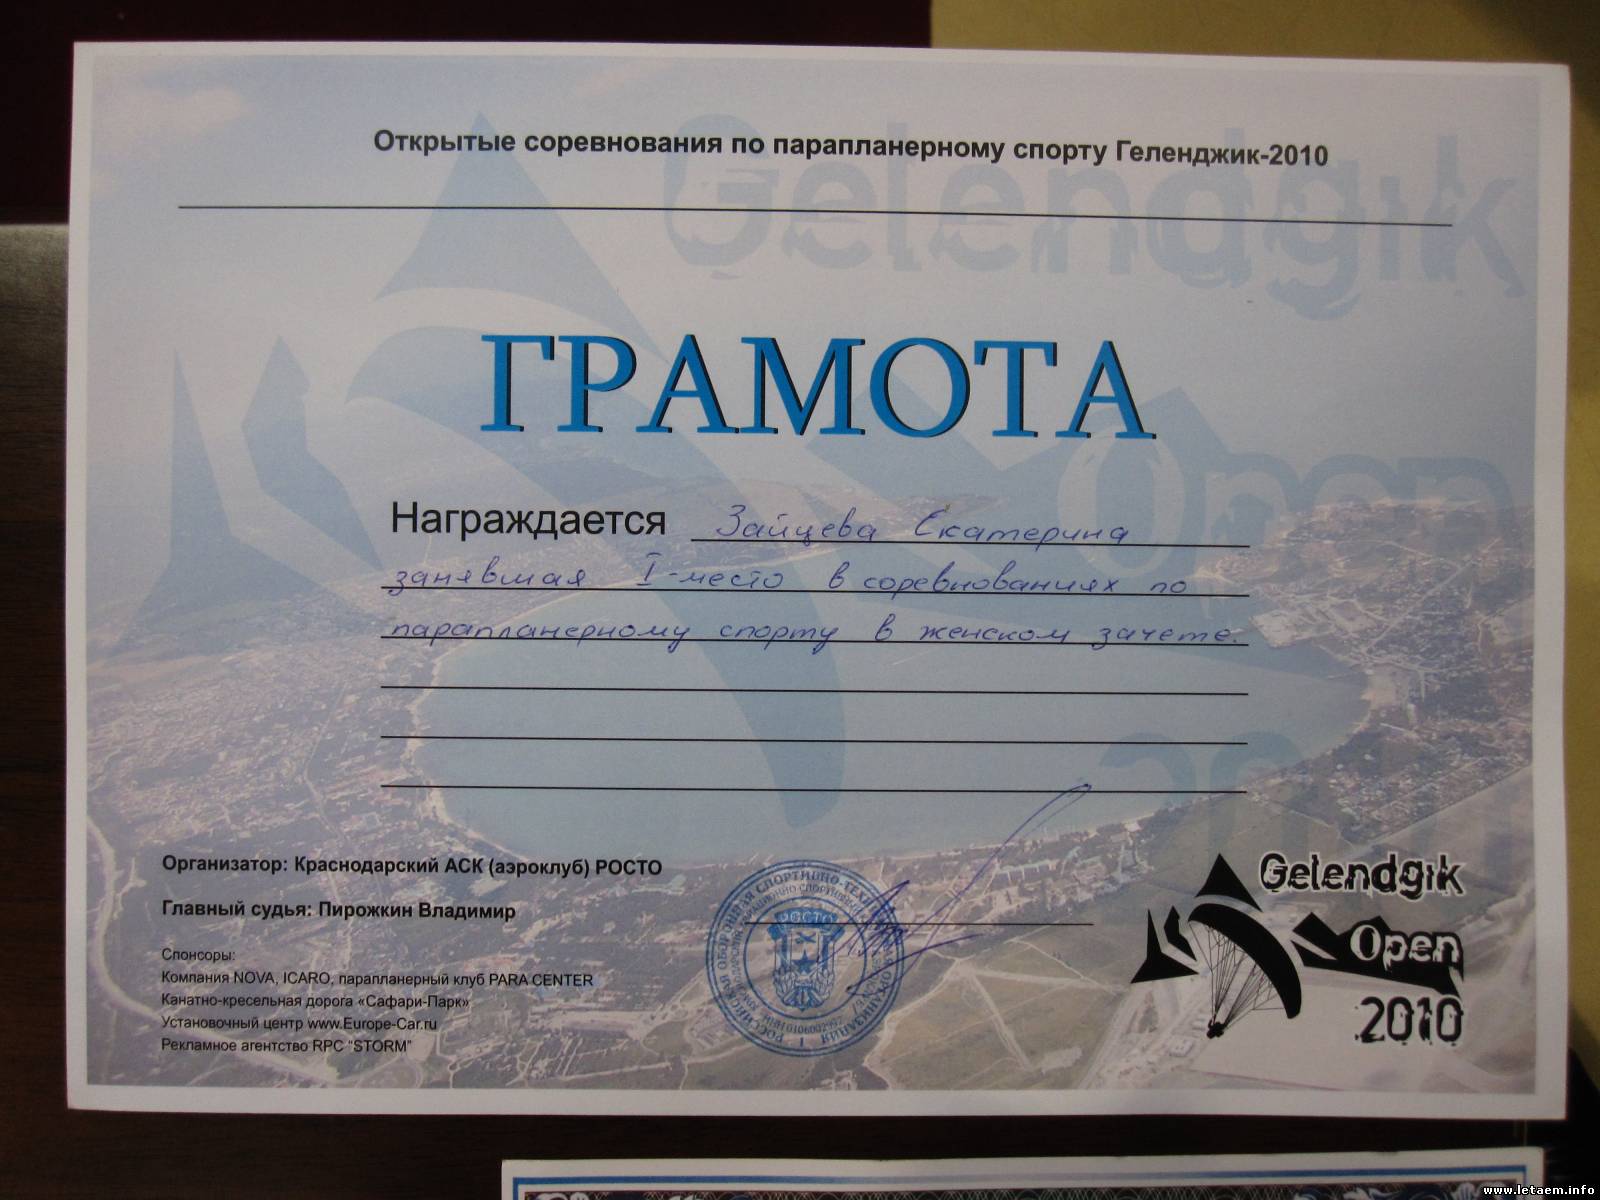 Открытые соревнования по парапланерному спорту Геленджик-2010
Gelendgik
ГРАМОТА
Open
2010
Награждается Зайцева Екатерина
занявшая I-место в соревнованиях по
парапланерному спорту в женском зачете.
Организатор: Краснодарский АСК (аэроклуб) РОСТО
Главный судья: Пирожкин Владимир
Спонсоры:
Компания NOVA, ICARO, парапланерный клуб PARA CENTER
Канатно-кресельная дорога «Сафари-Парк»
Установочный центр www.Europe-Car.ru
Рекламное агентство RPC “STORM”
РОСТО
Gelendgik
Open
2010
www.letaem.info